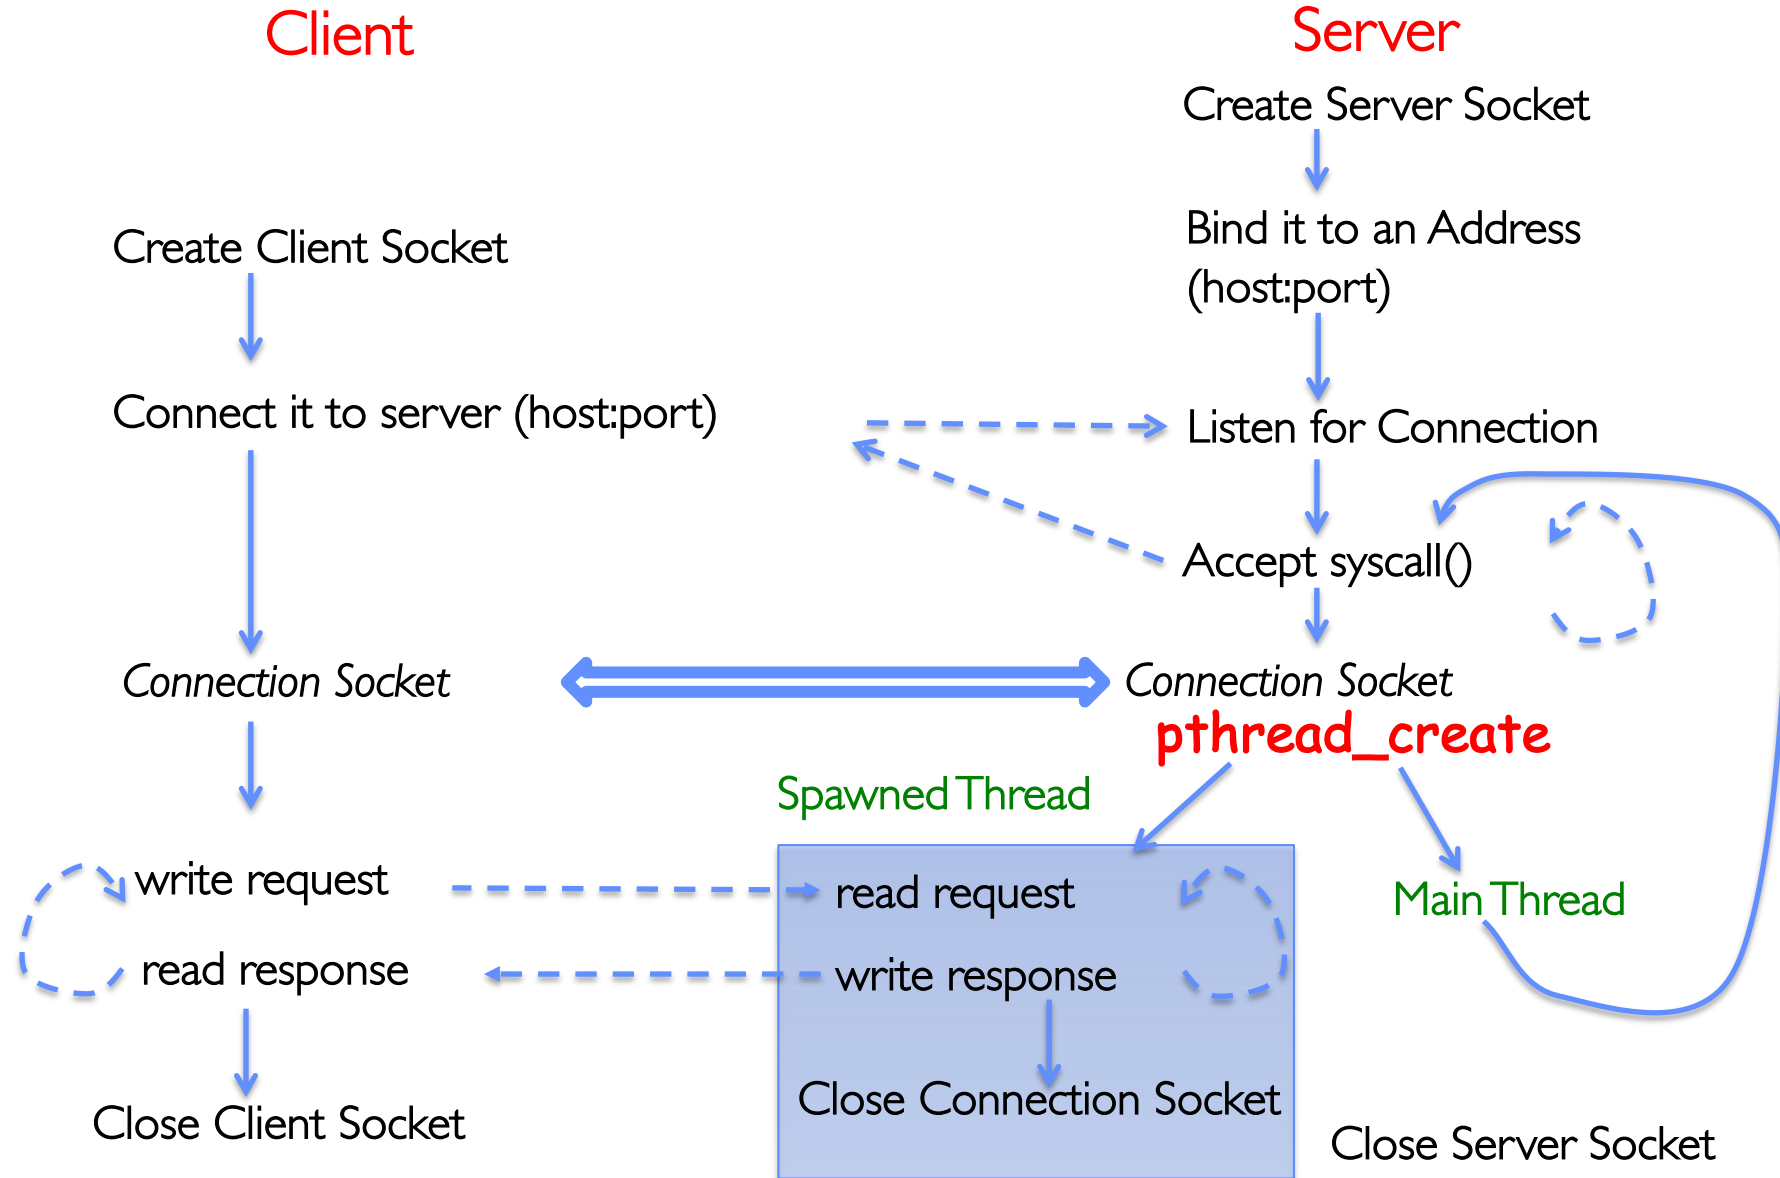 Client
Server
Create Server Socket
Bind it to an Address
(host:port)
Create Client Socket
Connect it to server (host:port)
Listen for Connection
Accept syscall()
Connection Socket
Connection Socket
pthread_create
Spawned Thread
Main Thread
write request
read request
read response
write response
Close Client Socket
Close Connection Socket
Close Server Socket